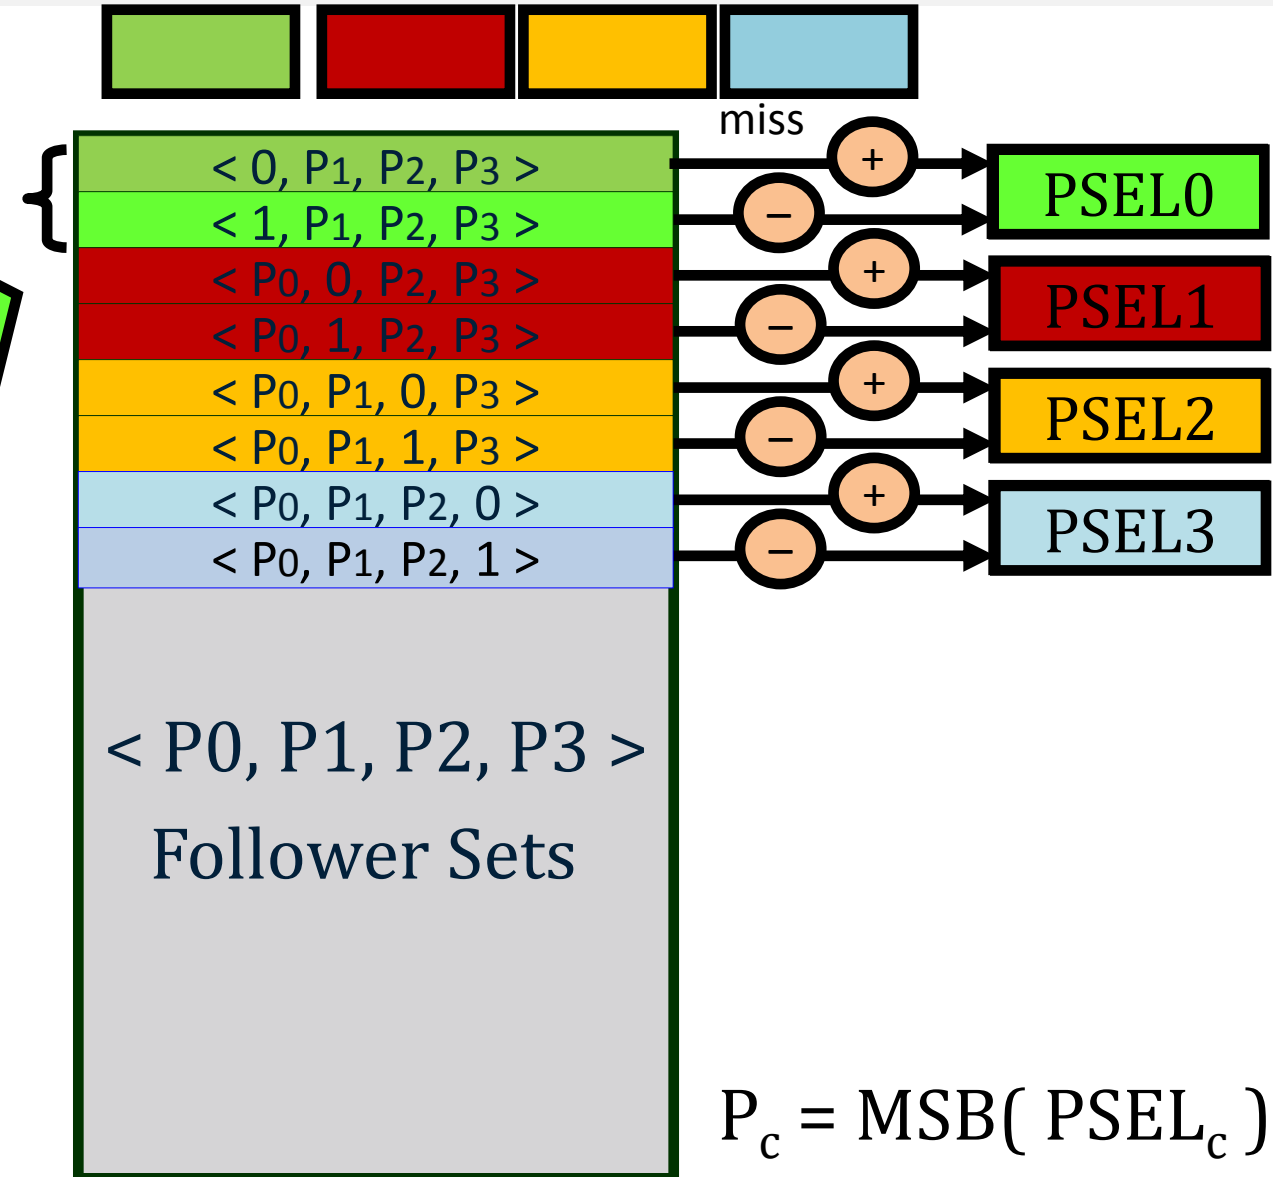 miss
< 0, P1, P2, P3 >
+
PSEL0
< 1, P1, P2, P3 >
–
< P0, 0, P2, P3 >
+
PSEL1
< P0, 1, P2, P3 >
–
< P0, P1, 0, P3 >
+
PSEL2
< P0, P1, 1, P3 >
–
< P0, P1, P2, 0 >
+
PSEL3
< P0, P1, P2, 1 >
–
< P0, P1, P2, P3 >
Follower Sets
Pc = MSB( PSELc )